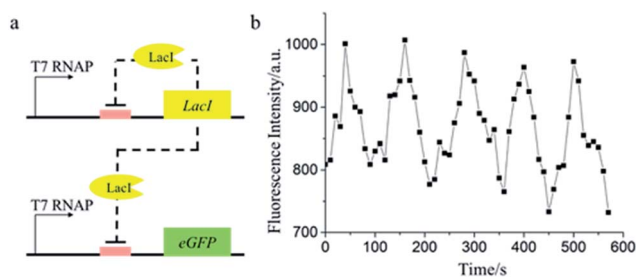 a
T7 RNAP
LacI
LacI
LacI
T7 RNAP
eGFP
b
Fluorescence Intensity/a.u.
1000
900
800
700
0 100 200 300 400 500 600
Time/s